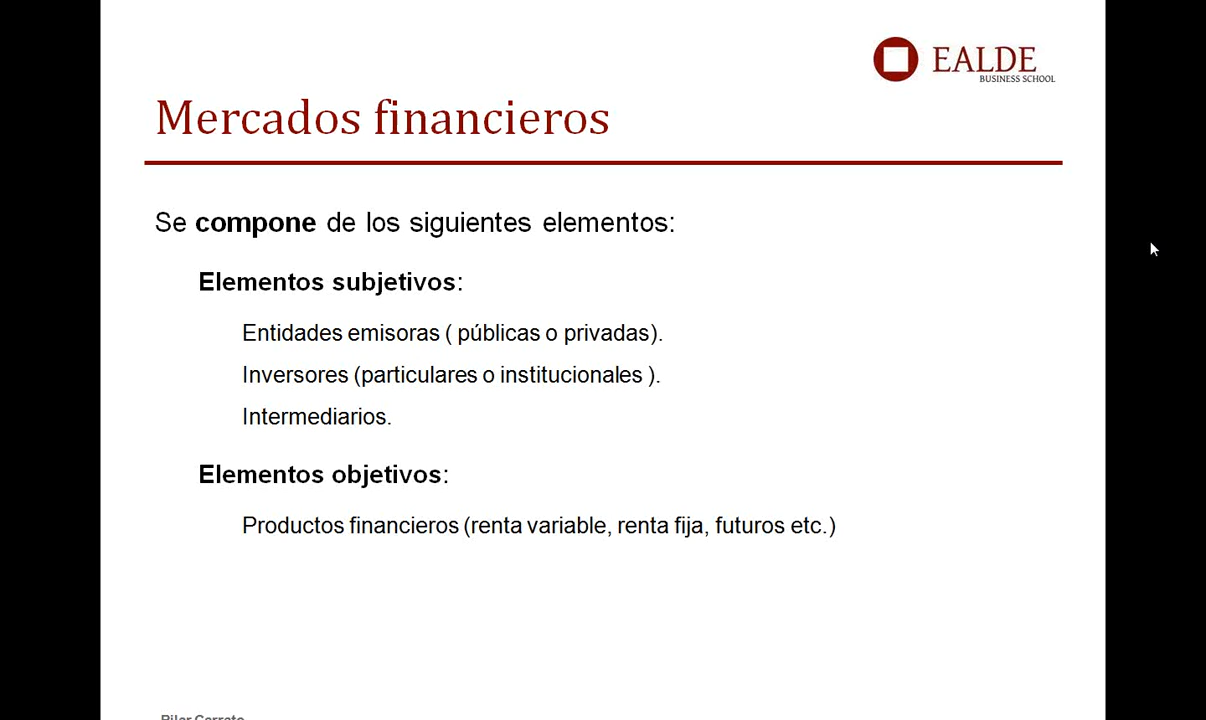 EALDE
BUSINESS SCHOOL
Mercados financieros
Se compone de los siguientes elementos:
Elementos subjetivos:
Entidades emisoras ( públicas o privadas).
Inversores (particulares o institucionales ).
Intermediarios.
Elementos objetivos:
Productos financieros (renta variable, renta fija, futuros etc.)